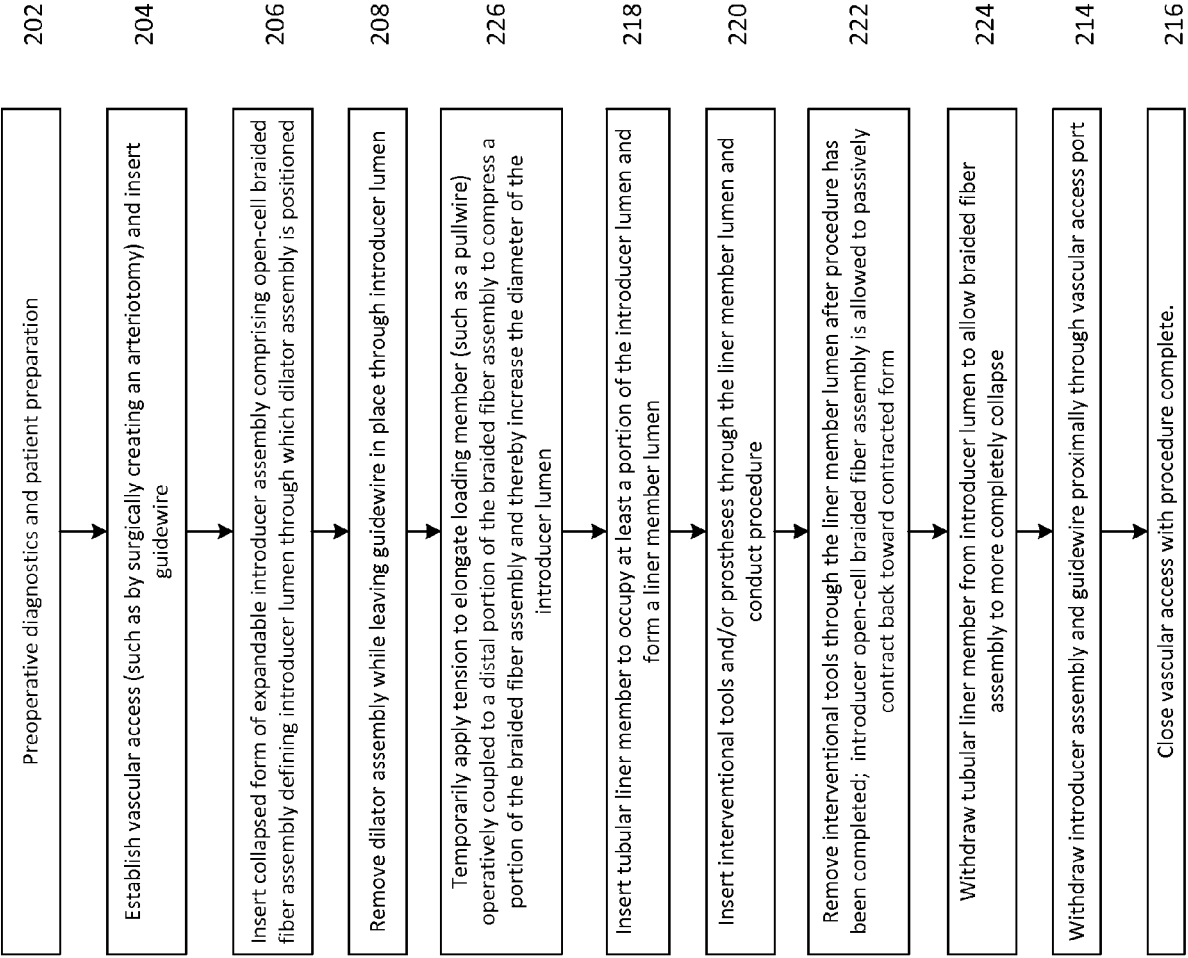 Preoperative diagnostics and patient preparation
202
Establish vascular access (such as by surgically creating an arteriotomy) and insert
guidewire
204
Insert collapsed form of expandable introducer assembly comprising open-cell braided
fiber assembly defining introducer lumen through which dilator assembly is positioned
206
Remove dilator assembly while leaving guidewire in place through introducer lumen
208
Temporarily apply tension to elongate loading member (such as a pullwire)
operatively coupled to a distal portion of the braided fiber assembly to compress a
portion of the braided fiber assembly and thereby increase the diameter of the
introducer lumen
226
Insert tubular liner member to occupy at least a portion of the introducer lumen and
form a liner member lumen
218
Insert interventional tools and/or prostheses through the liner member lumen and
conduct procedure
220
Remove interventional tools through the liner member lumen after procedure has
been completed; introducer open-cell braided fiber assembly is allowed to passively
contract back toward contracted form
222
Withdraw tubular liner member from introducer lumen to allow braided fiber
assembly to more completely collapse
224
Withdraw introducer assembly and guidewire proximally through vascular access port
214
Close vascular access with procedure complete.
216